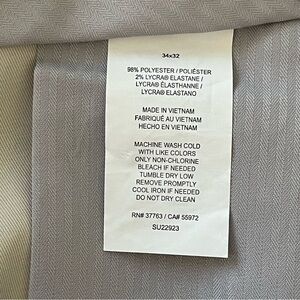 34x32
98% POLYESTER / POLIÉSTER
2% LYCRA® ELASTANE /
LYCRA® ÉLASTHANNE /
LYCRA® ELASTANO
MADE IN VIETNAM
FABRIQUÉ AU VIETNAM
HECHO EN VIETNAM
MACHINE WASH COLD
WITH LIKE COLORS
ONLY NON-CHLORINE
BLEACH IF NEEDED
TUMBLE DRY LOW
REMOVE PROMPTLY
COOL IRON IF NEEDED
DO NOT DRY CLEAN
RN# 37763 / CA# 55972
SU22923